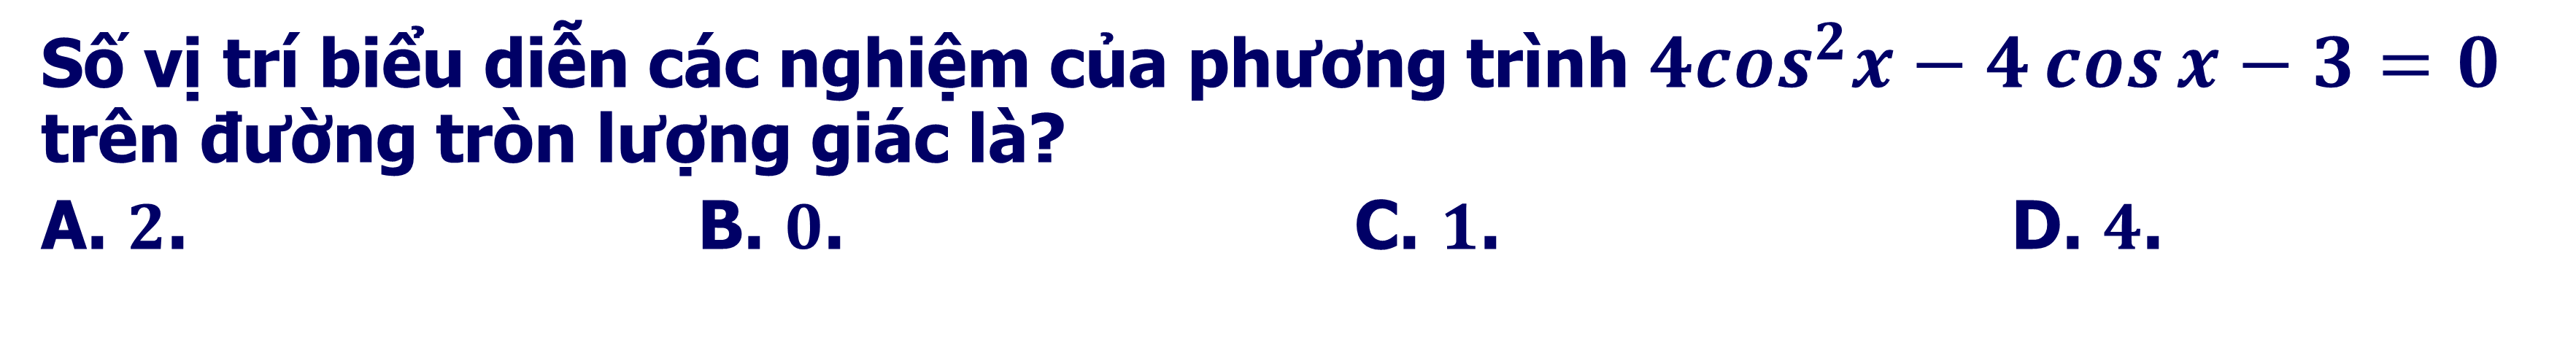 Số vị trí biểu diễn các nghiệm của phương trình 4cos²x − 4 cos x − 3 = 0
trên đường tròn lượng giác là?
A. 2. B. 0. C. 1. D. 4.